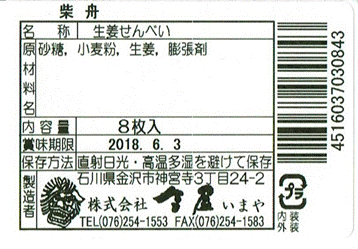 柴舟
名称 生姜せんべい
原材料名 砂糖，小麦粉，生姜，膨張剤
内容量 8枚入
賞味期限 2018. 6. 3
保存方法 直射日光・高温多湿を避けて保存
製造者 石川県金沢市神宮寺3丁目24-2
株式会社 今屋 いまや
TEL(076)254-1553 FAX(076)254-1583
4516037030843
プラ
内装
外装